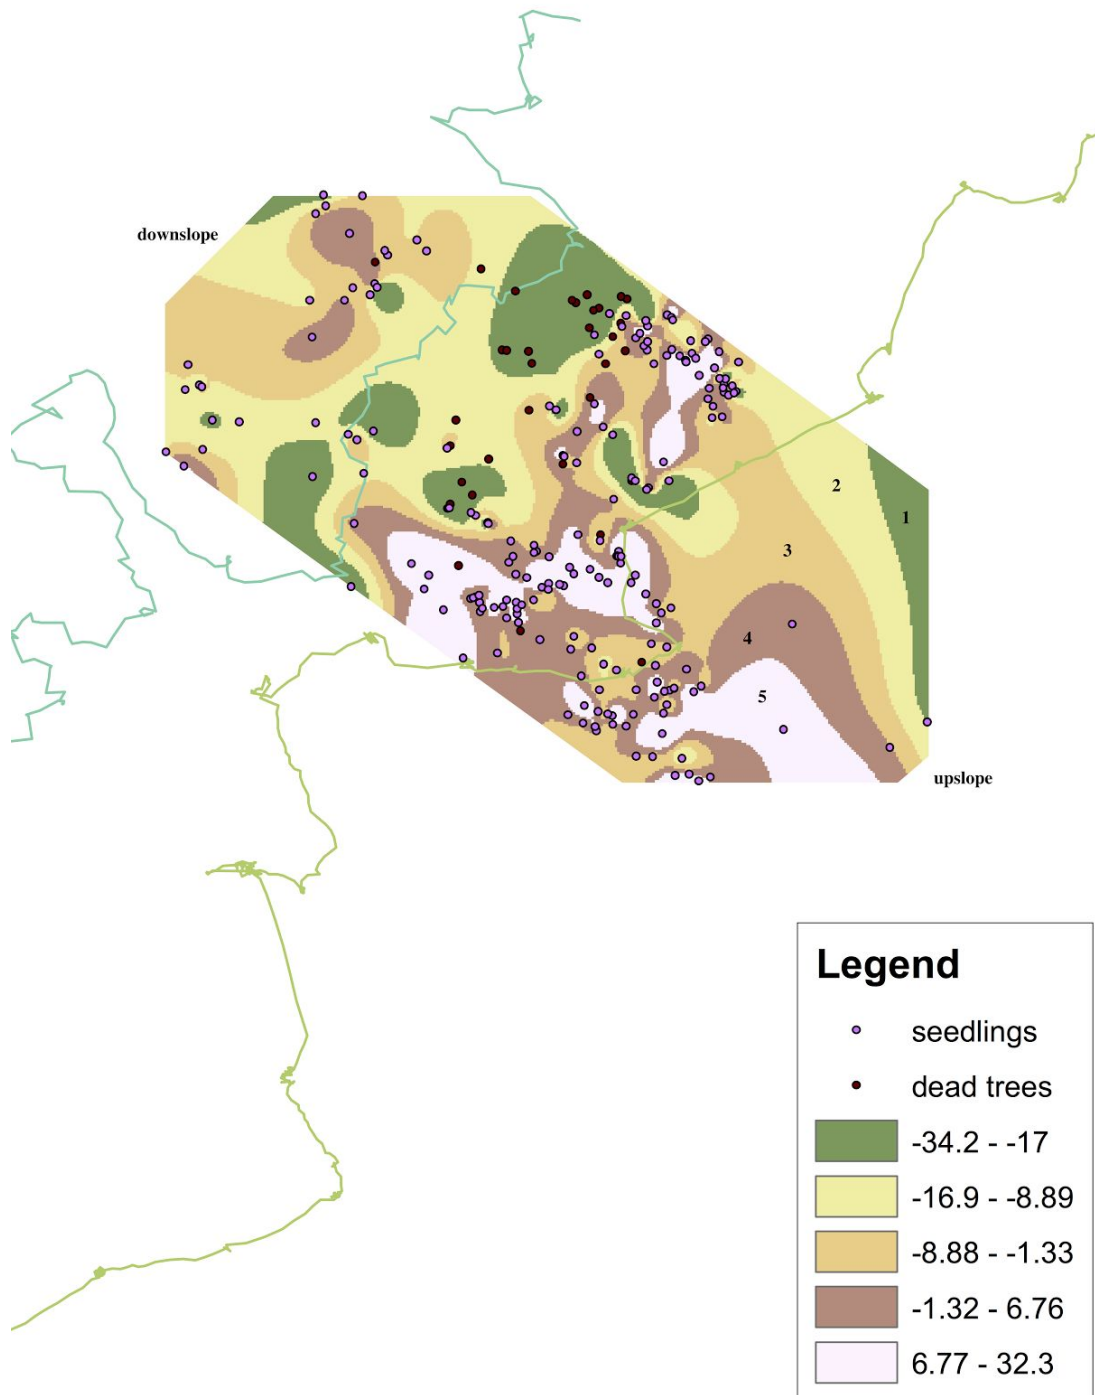 downslope
2
1
3
4
5
upslope
Legend
seedlings
dead trees
-34.2 - -17
-16.9 - -8.89
-8.88 - -1.33
-1.32 - 6.76
6.77 - 32.3